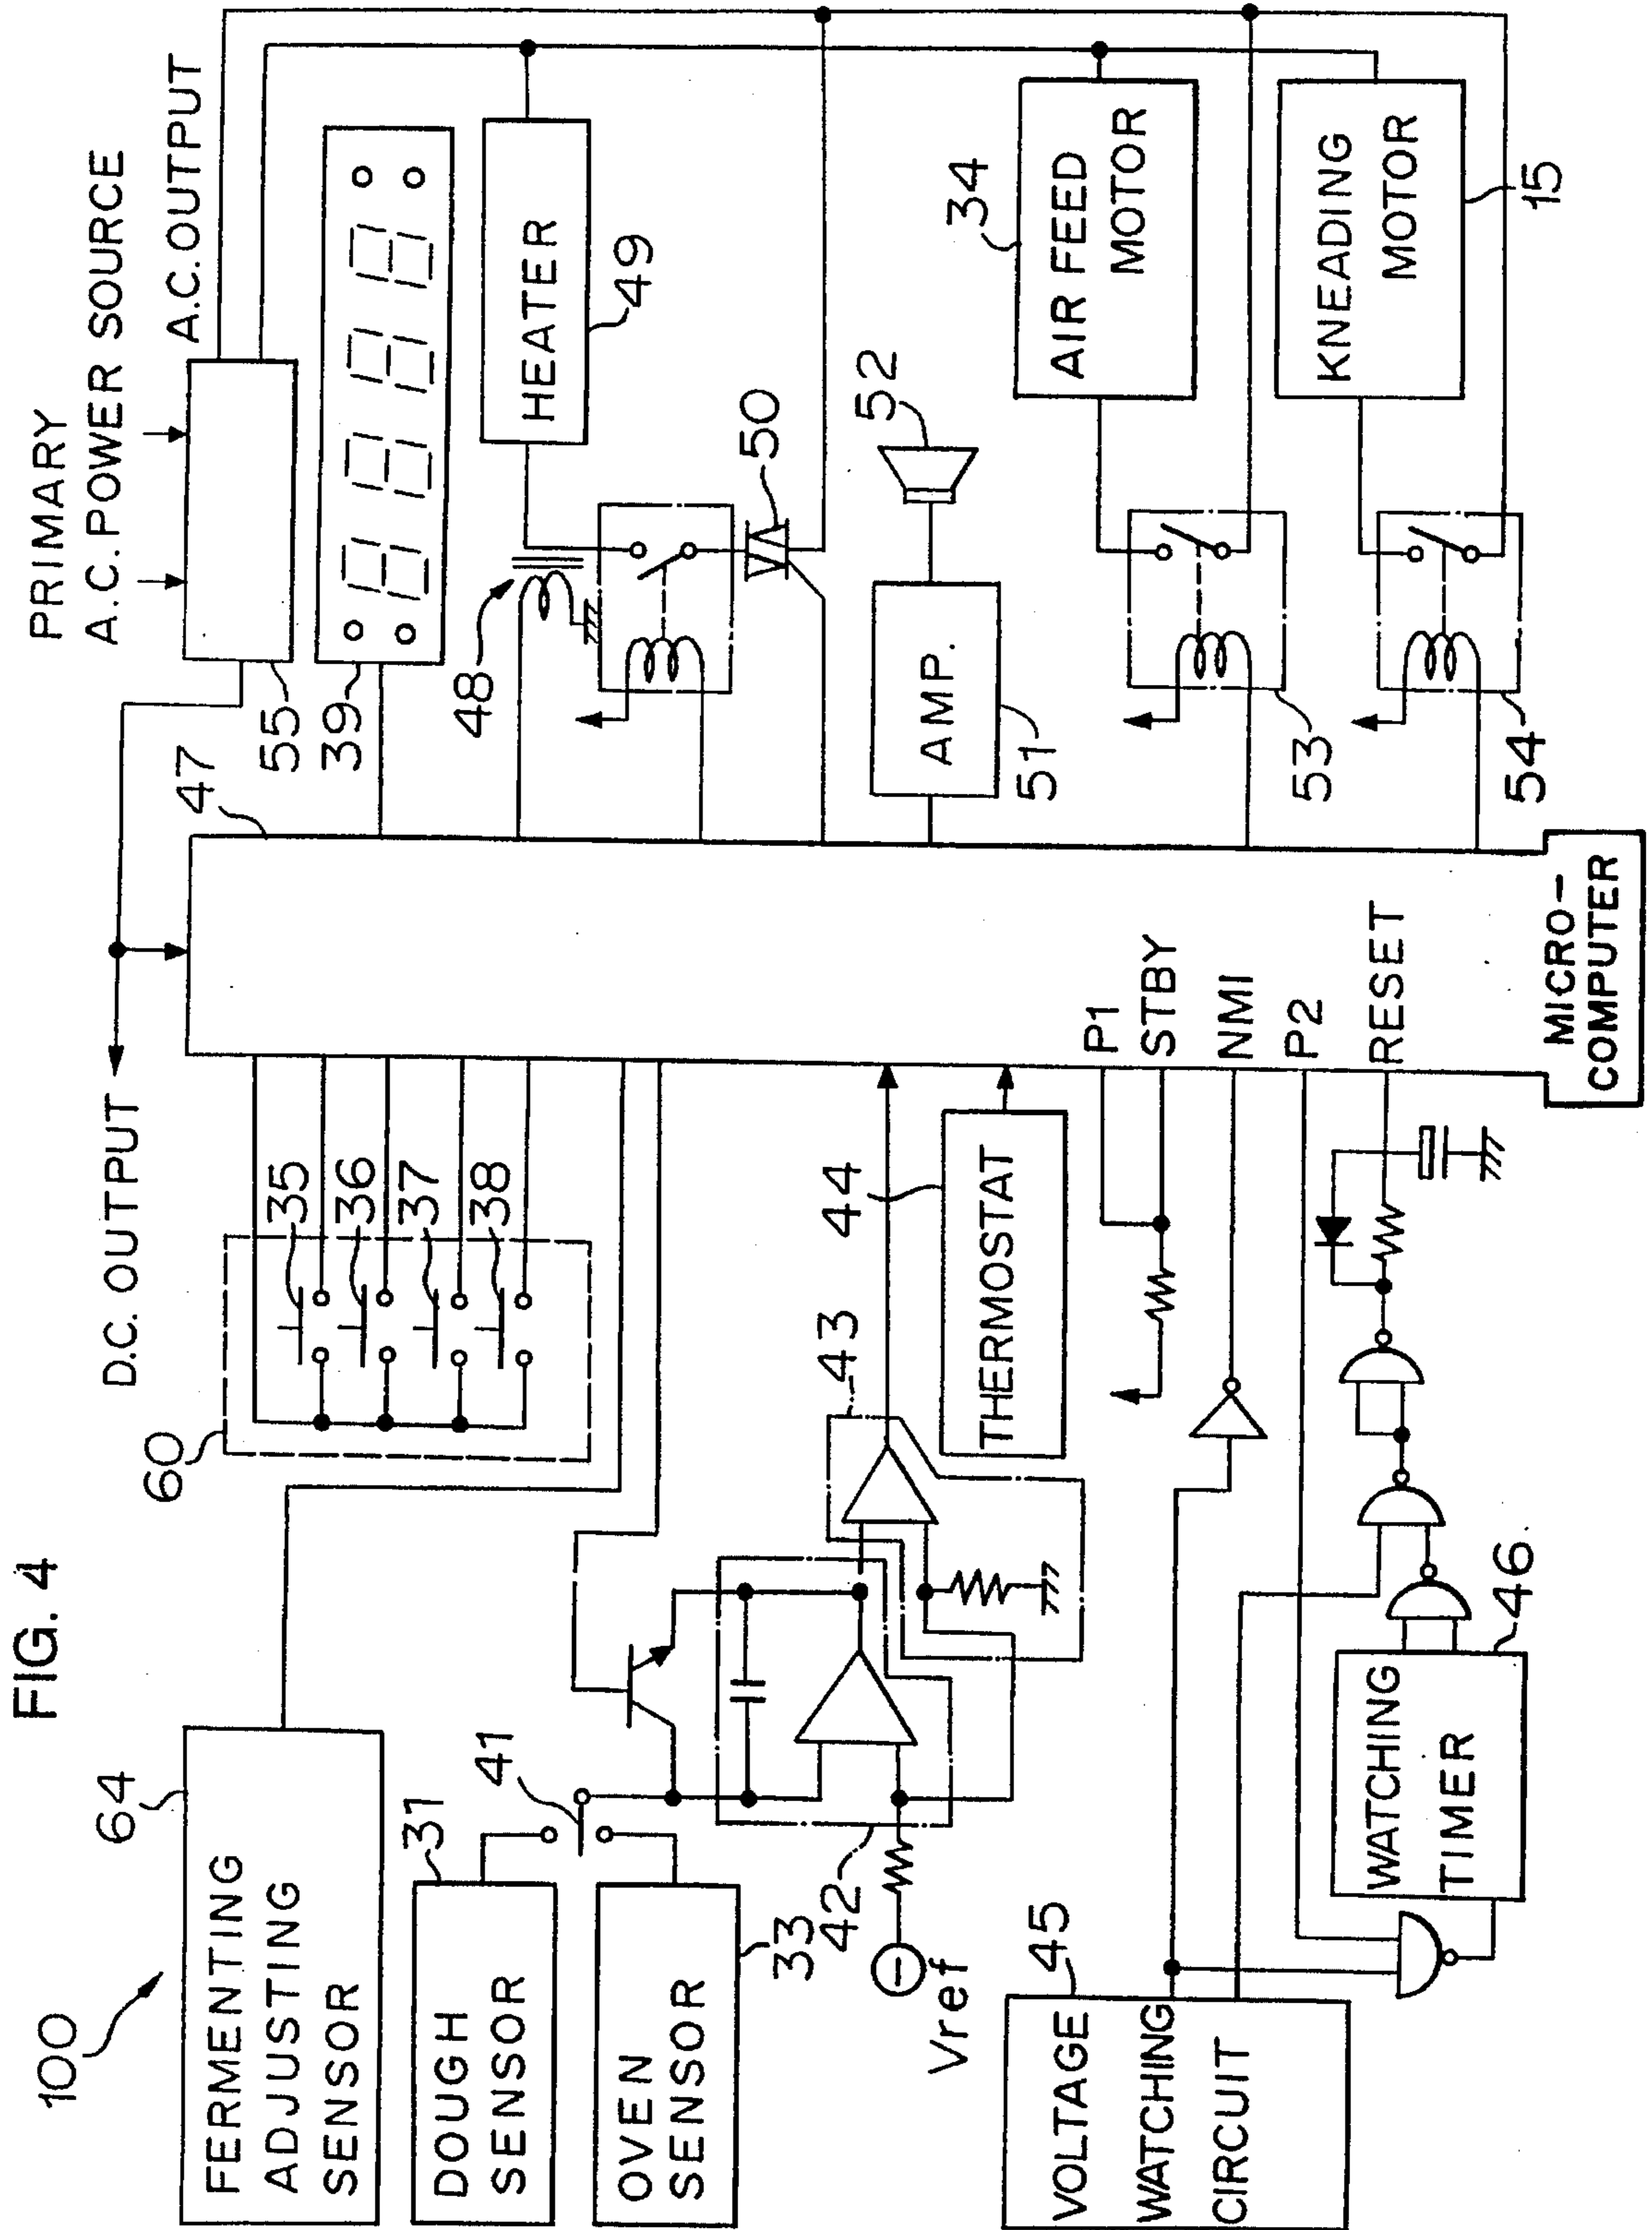 FIG. 4
100
64
FERMENTING
ADJUSTING
SENSOR
31
DOUGH
SENSOR
41
OVEN
SENSOR
33
42
Vref
45
VOLTAGE
WATCHING
CIRCUIT
D.C. OUTPUT
60
35
36
37
38
43
44
THERMOSTAT
46
WATCHING
TIMER
P1
STBY
NMI
P2
RESET
MICRO-
COMPUTER
47
PRIMARY
A.C. POWER SOURCE
A.C. OUTPUT
55
39
48
HEATER
49
50
52
AMP.
51
34
AIR FEED
MOTOR
53
KNEADING
MOTOR
15
54